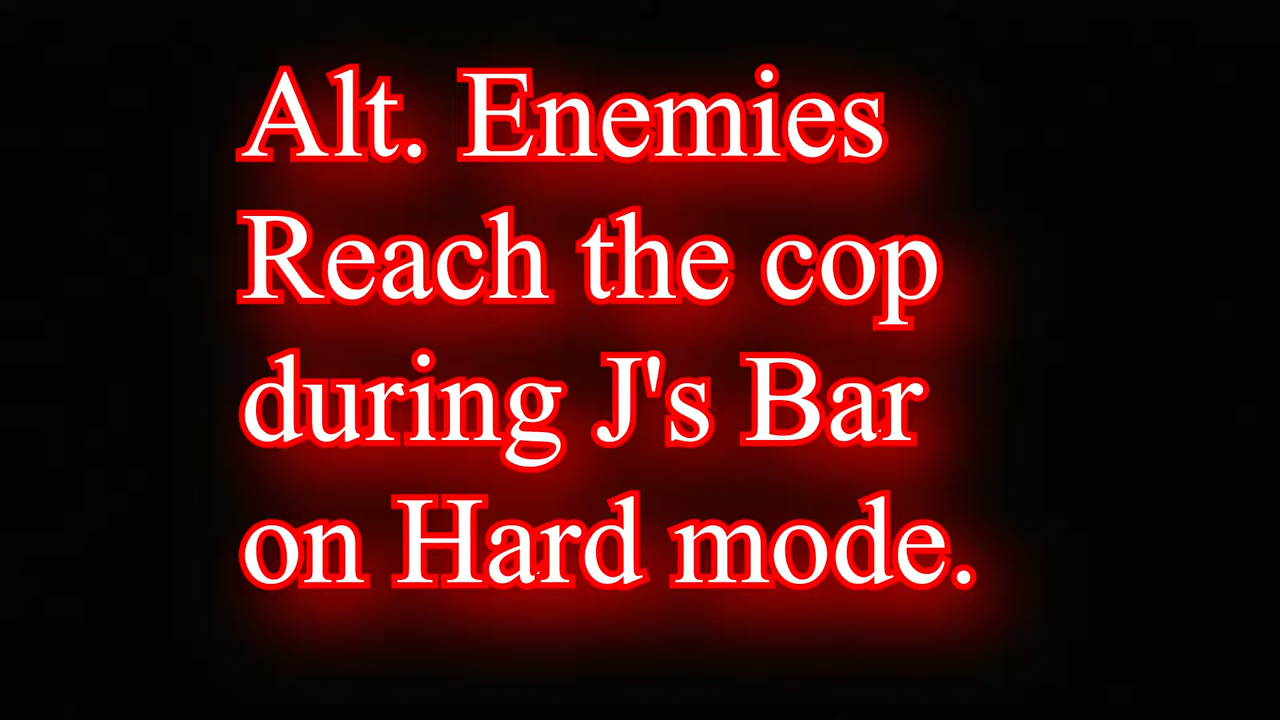 Alt. Enemies
Reach the cop
during J's Bar
on Hard mode.